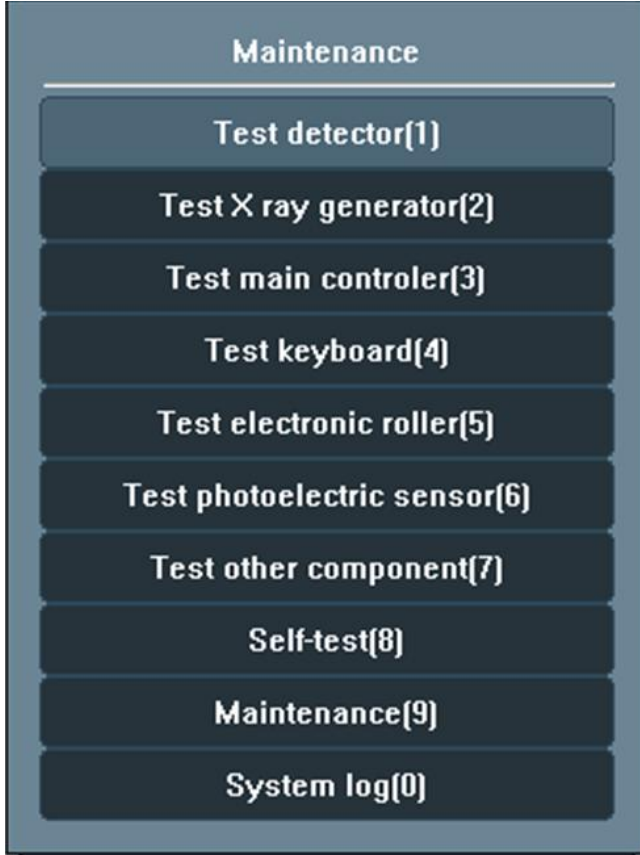 Maintenance
Test detector(1)
Test X ray generator(2)
Test main controler(3)
Test keyboard(4)
Test electronic roller(5)
Test photoelectric sensor(6)
Test other component(7)
Self-test(8)
Maintenance(9)
System log(0)